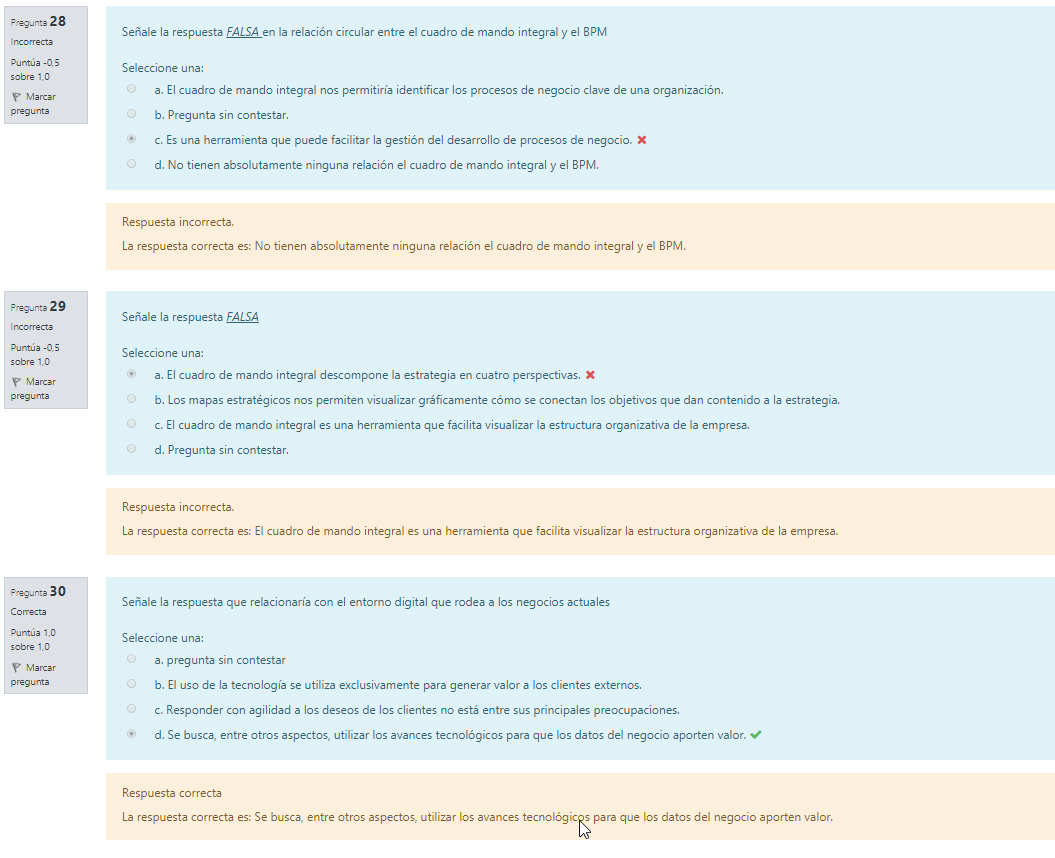 Pregunta 28
Incorrecta
Puntúa -0,5
sobre 1,0
Marcar
pregunta
Señale la respuesta FALSA en la relación circular entre el cuadro de mando integral y el BPM
Seleccione una:
a. El cuadro de mando integral nos permitiría identificar los procesos de negocio clave de una organización.
b. Pregunta sin contestar.
c. Es una herramienta que puede facilitar la gestión del desarrollo de procesos de negocio.
d. No tienen absolutamente ninguna relación el cuadro de mando integral y el BPM.
Respuesta incorrecta.
La respuesta correcta es: No tienen absolutamente ninguna relación el cuadro de mando integral y el BPM.
Pregunta 29
Incorrecta
Puntúa -0,5
sobre 1,0
Marcar
pregunta
Señale la respuesta FALSA
Seleccione una:
a. El cuadro de mando integral descompone la estrategia en cuatro perspectivas.
b. Los mapas estratégicos nos permiten visualizar gráficamente cómo se conectan los objetivos que dan contenido a la estrategia.
c. El cuadro de mando integral es una herramienta que facilita visualizar la estructura organizativa de la empresa.
d. Pregunta sin contestar.
Respuesta incorrecta.
La respuesta correcta es: El cuadro de mando integral es una herramienta que facilita visualizar la estructura organizativa de la empresa.
Pregunta 30
Correcta
Puntúa 1,0
sobre 1,0
Marcar
pregunta
Señale la respuesta que relacionaría con el entorno digital que rodea a los negocios actuales
Seleccione una:
a. pregunta sin contestar
b. El uso de la tecnología se utiliza exclusivamente para generar valor a los clientes externos.
c. Responder con agilidad a los deseos de los clientes no está entre sus principales preocupaciones.
d. Se busca, entre otros aspectos, utilizar los avances tecnológicos para que los datos del negocio aporten valor.
Respuesta correcta
La respuesta correcta es: Se busca, entre otros aspectos, utilizar los avances tecnológicos para que los datos del negocio aporten valor.